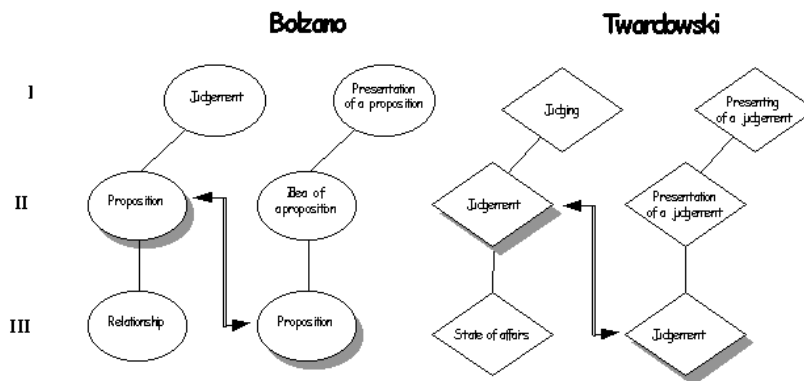 Bolzano
Twardowski
I
Judgement
Presentation
of a proposition
Judging
Presenting
of a judgement
II
Proposition
Idea of
a proposition
Judgement
Presentation
of a judgement
III
Relationship
Proposition
State of affairs
Judgement